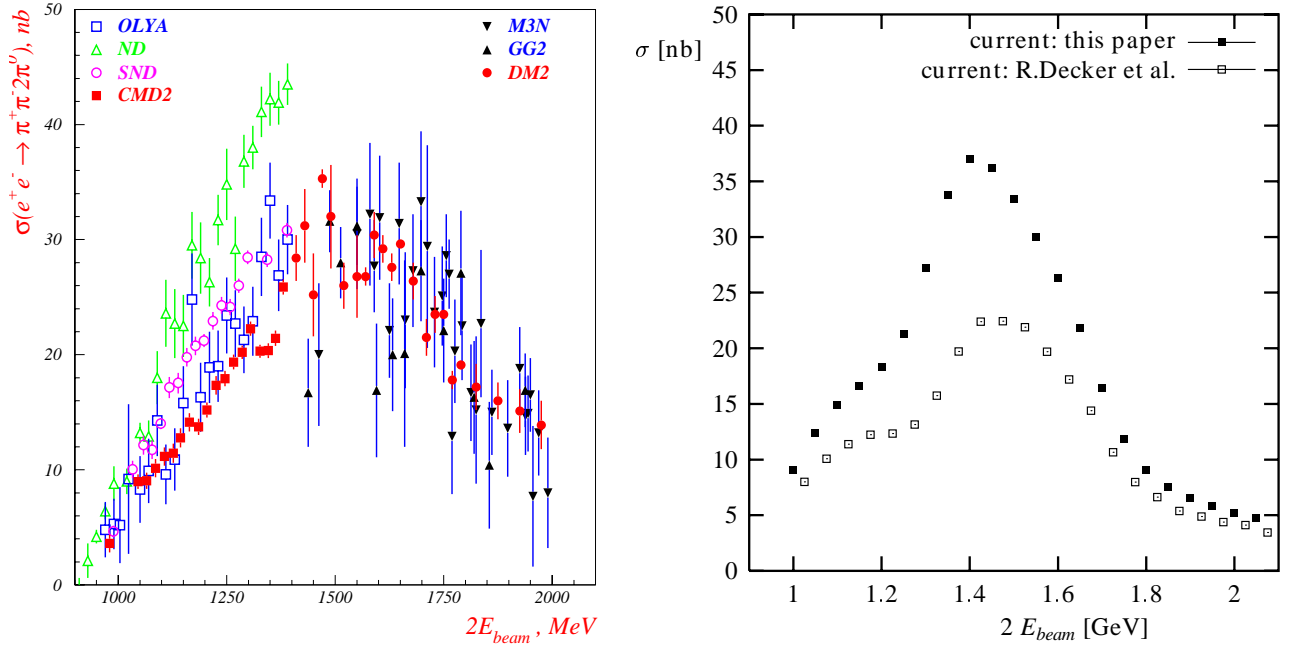 σ(e⁺e⁻ → π⁺π⁻2π⁰), nb
50
40
30
20
10
0
OLYA
ND
SND
CMD2
M3N
GG2
DM2
1000
1250
1500
1750
2000
2E_beam , MeV
σ [nb]
50
45
40
35
30
25
20
15
10
5
0
current: this paper
current: R.Decker et al.
1
1.2
1.4
1.6
1.8
2
2 E_beam [GeV]